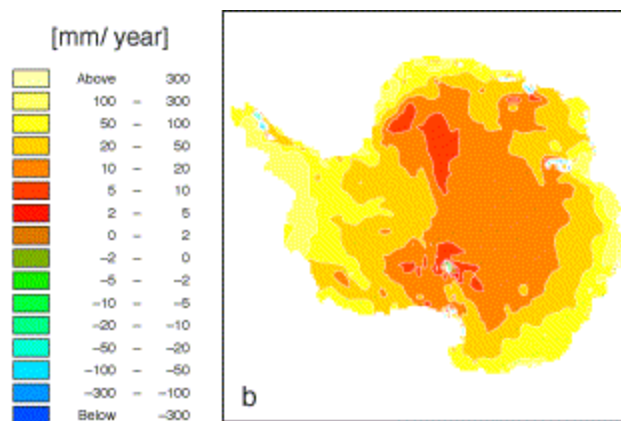 [mm/ year]
Above 300
100 – 300
50 – 100
20 – 50
10 – 20
5 – 10
2 – 5
0 – 2
–2 – 0
–5 – –2
–10 – –5
–20 – –10
–50 – –20
–100 – –50
–300 – –100
Below –300
b